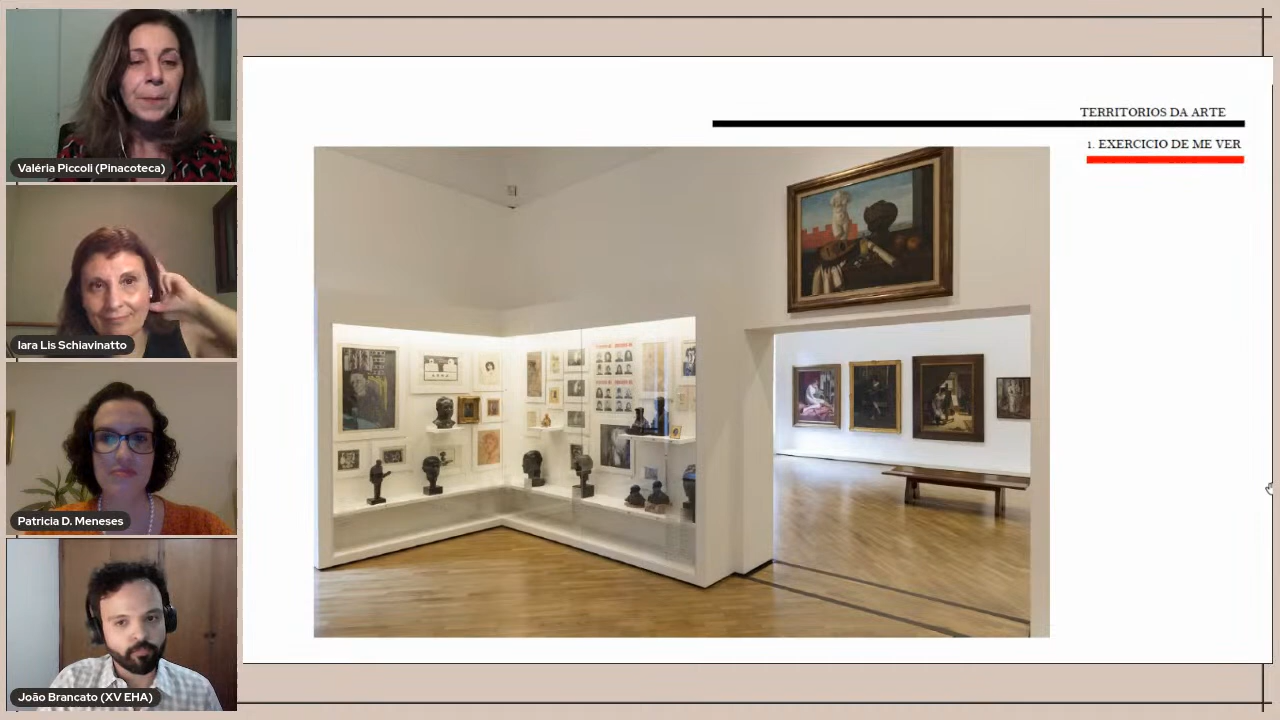 Valéria Piccoli (Pinacoteca)
Iara Lis Schiavinatto
Patricia D. Meneses
João Brancato (XV EHA)
TERRITORIOS DA ARTE
1. EXERCICIO DE ME VER